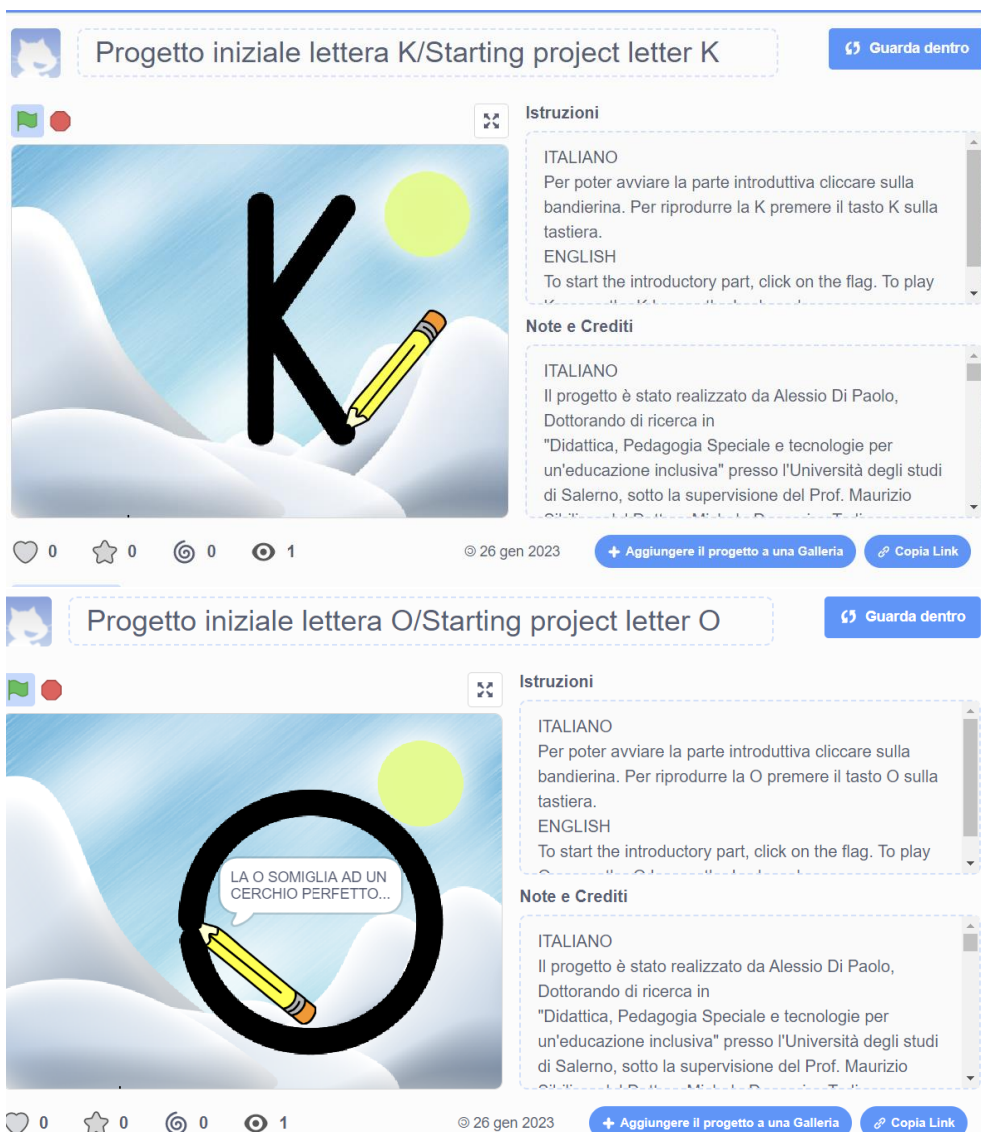 Progetto iniziale lettera K/Starting project letter K
Guarda dentro
Istruzioni
ITALIANO
Per poter avviare la parte introduttiva cliccare sulla
bandierina. Per riprodurre la K premere il tasto K sulla
tastiera.
ENGLISH
To start the introductory part, click on the flag. To play
Note e Crediti
ITALIANO
Il progetto è stato realizzato da Alessio Di Paolo,
Dottorando di ricerca in
"Didattica, Pedagogia Speciale e tecnologie per
un'educazione inclusiva" presso l'Università degli studi
di Salerno, sotto la supervisione del Prof. Maurizio
K
0 0 0 1
© 26 gen 2023
Aggiungere il progetto a una Galleria
Copia Link
Progetto iniziale lettera O/Starting project letter O
Guarda dentro
Istruzioni
ITALIANO
Per poter avviare la parte introduttiva cliccare sulla
bandierina. Per riprodurre la O premere il tasto O sulla
tastiera.
ENGLISH
To start the introductory part, click on the flag. To play
Note e Crediti
ITALIANO
Il progetto è stato realizzato da Alessio Di Paolo,
Dottorando di ricerca in
"Didattica, Pedagogia Speciale e tecnologie per
un'educazione inclusiva" presso l'Università degli studi
di Salerno, sotto la supervisione del Prof. Maurizio
O
LA O SOMIGLIA AD UN
CERCHIO PERFETTO...
0 0 0 1
© 26 gen 2023
Aggiungere il progetto a una Galleria
Copia Link